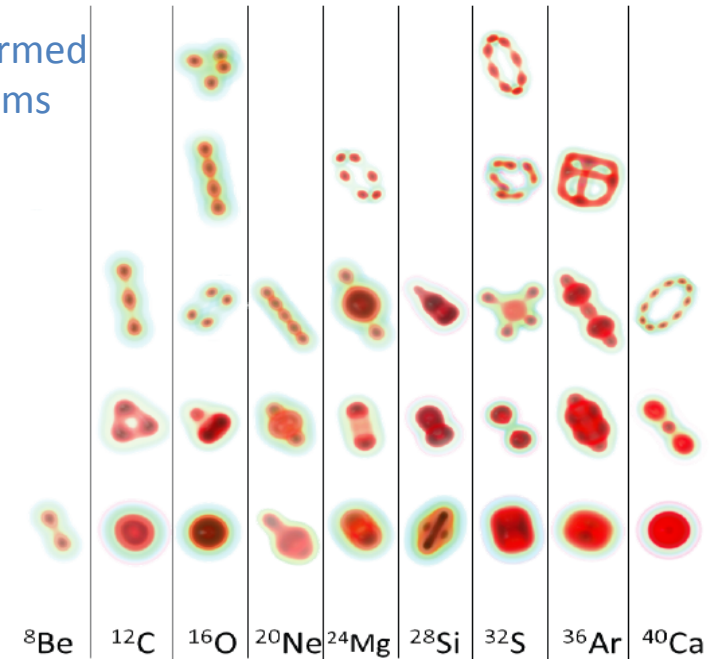 rmed
ms
⁸Be ¹²C ¹⁶O ²⁰Ne ²⁴Mg ²⁸Si ³²S ³⁶Ar ⁴⁰Ca